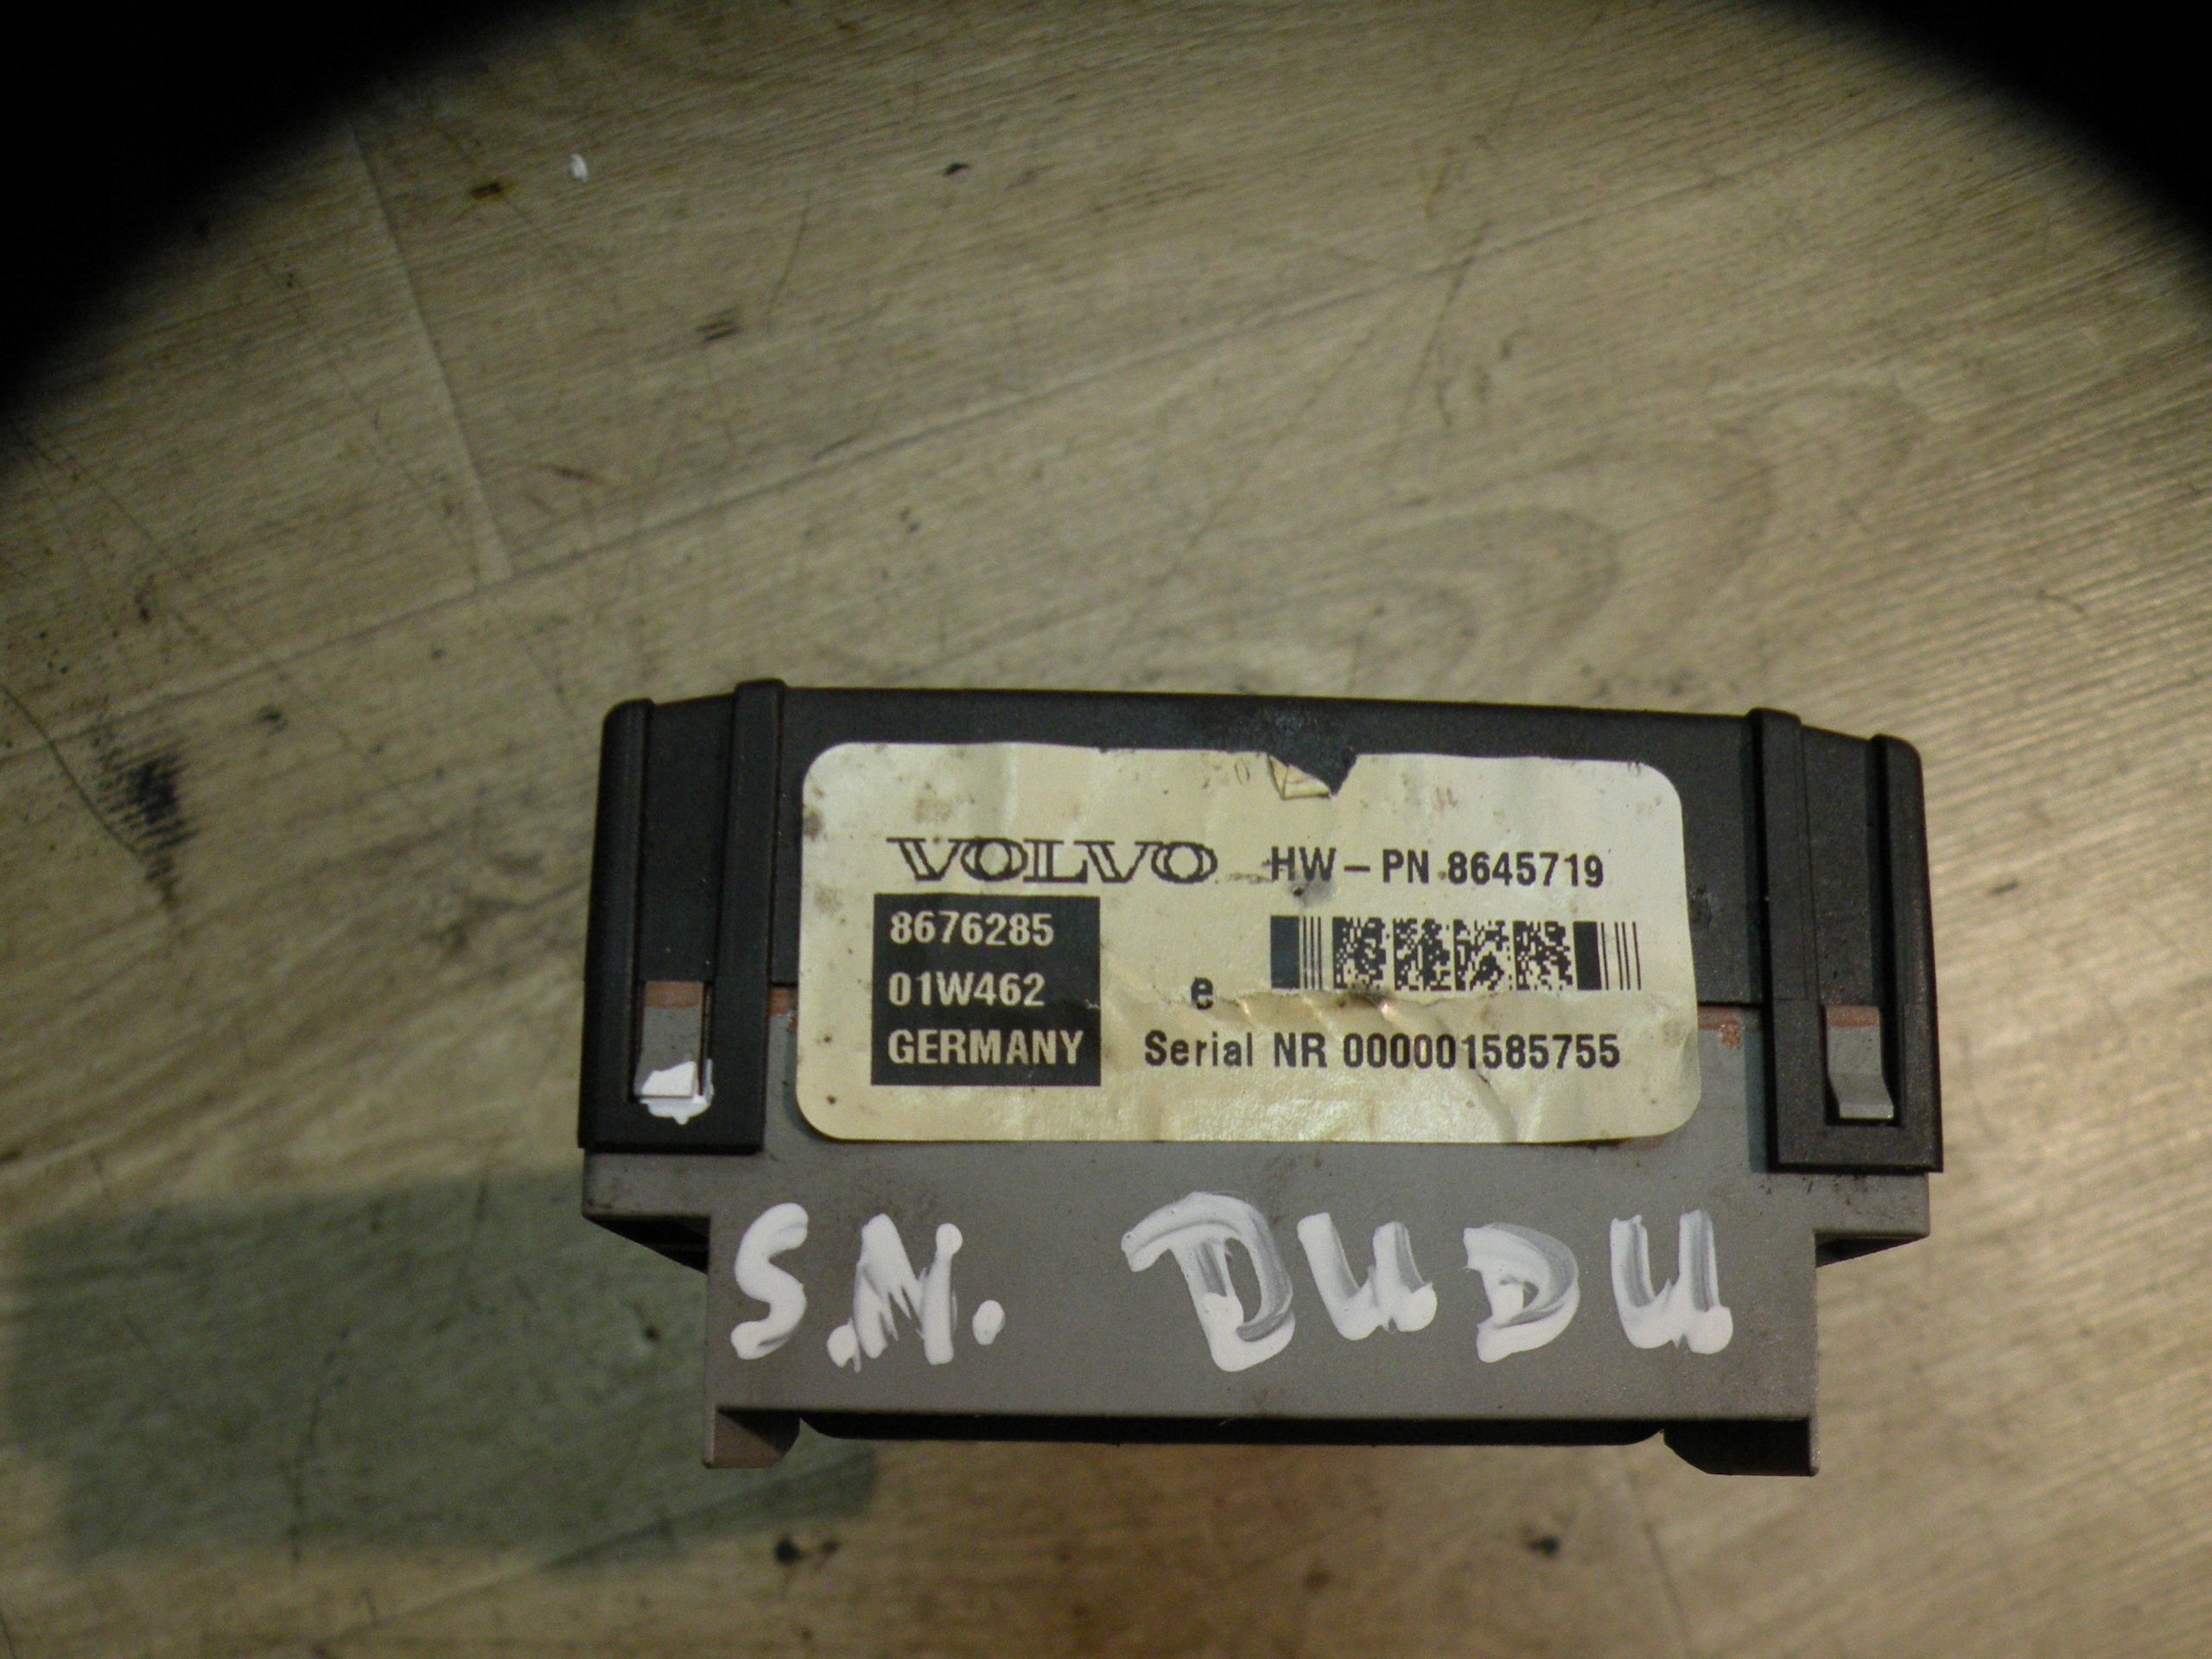 VOLVO HW-PN 8645719
8676285
01W462
e
GERMANY
Serial NR 000001585755
S.N. DUDU